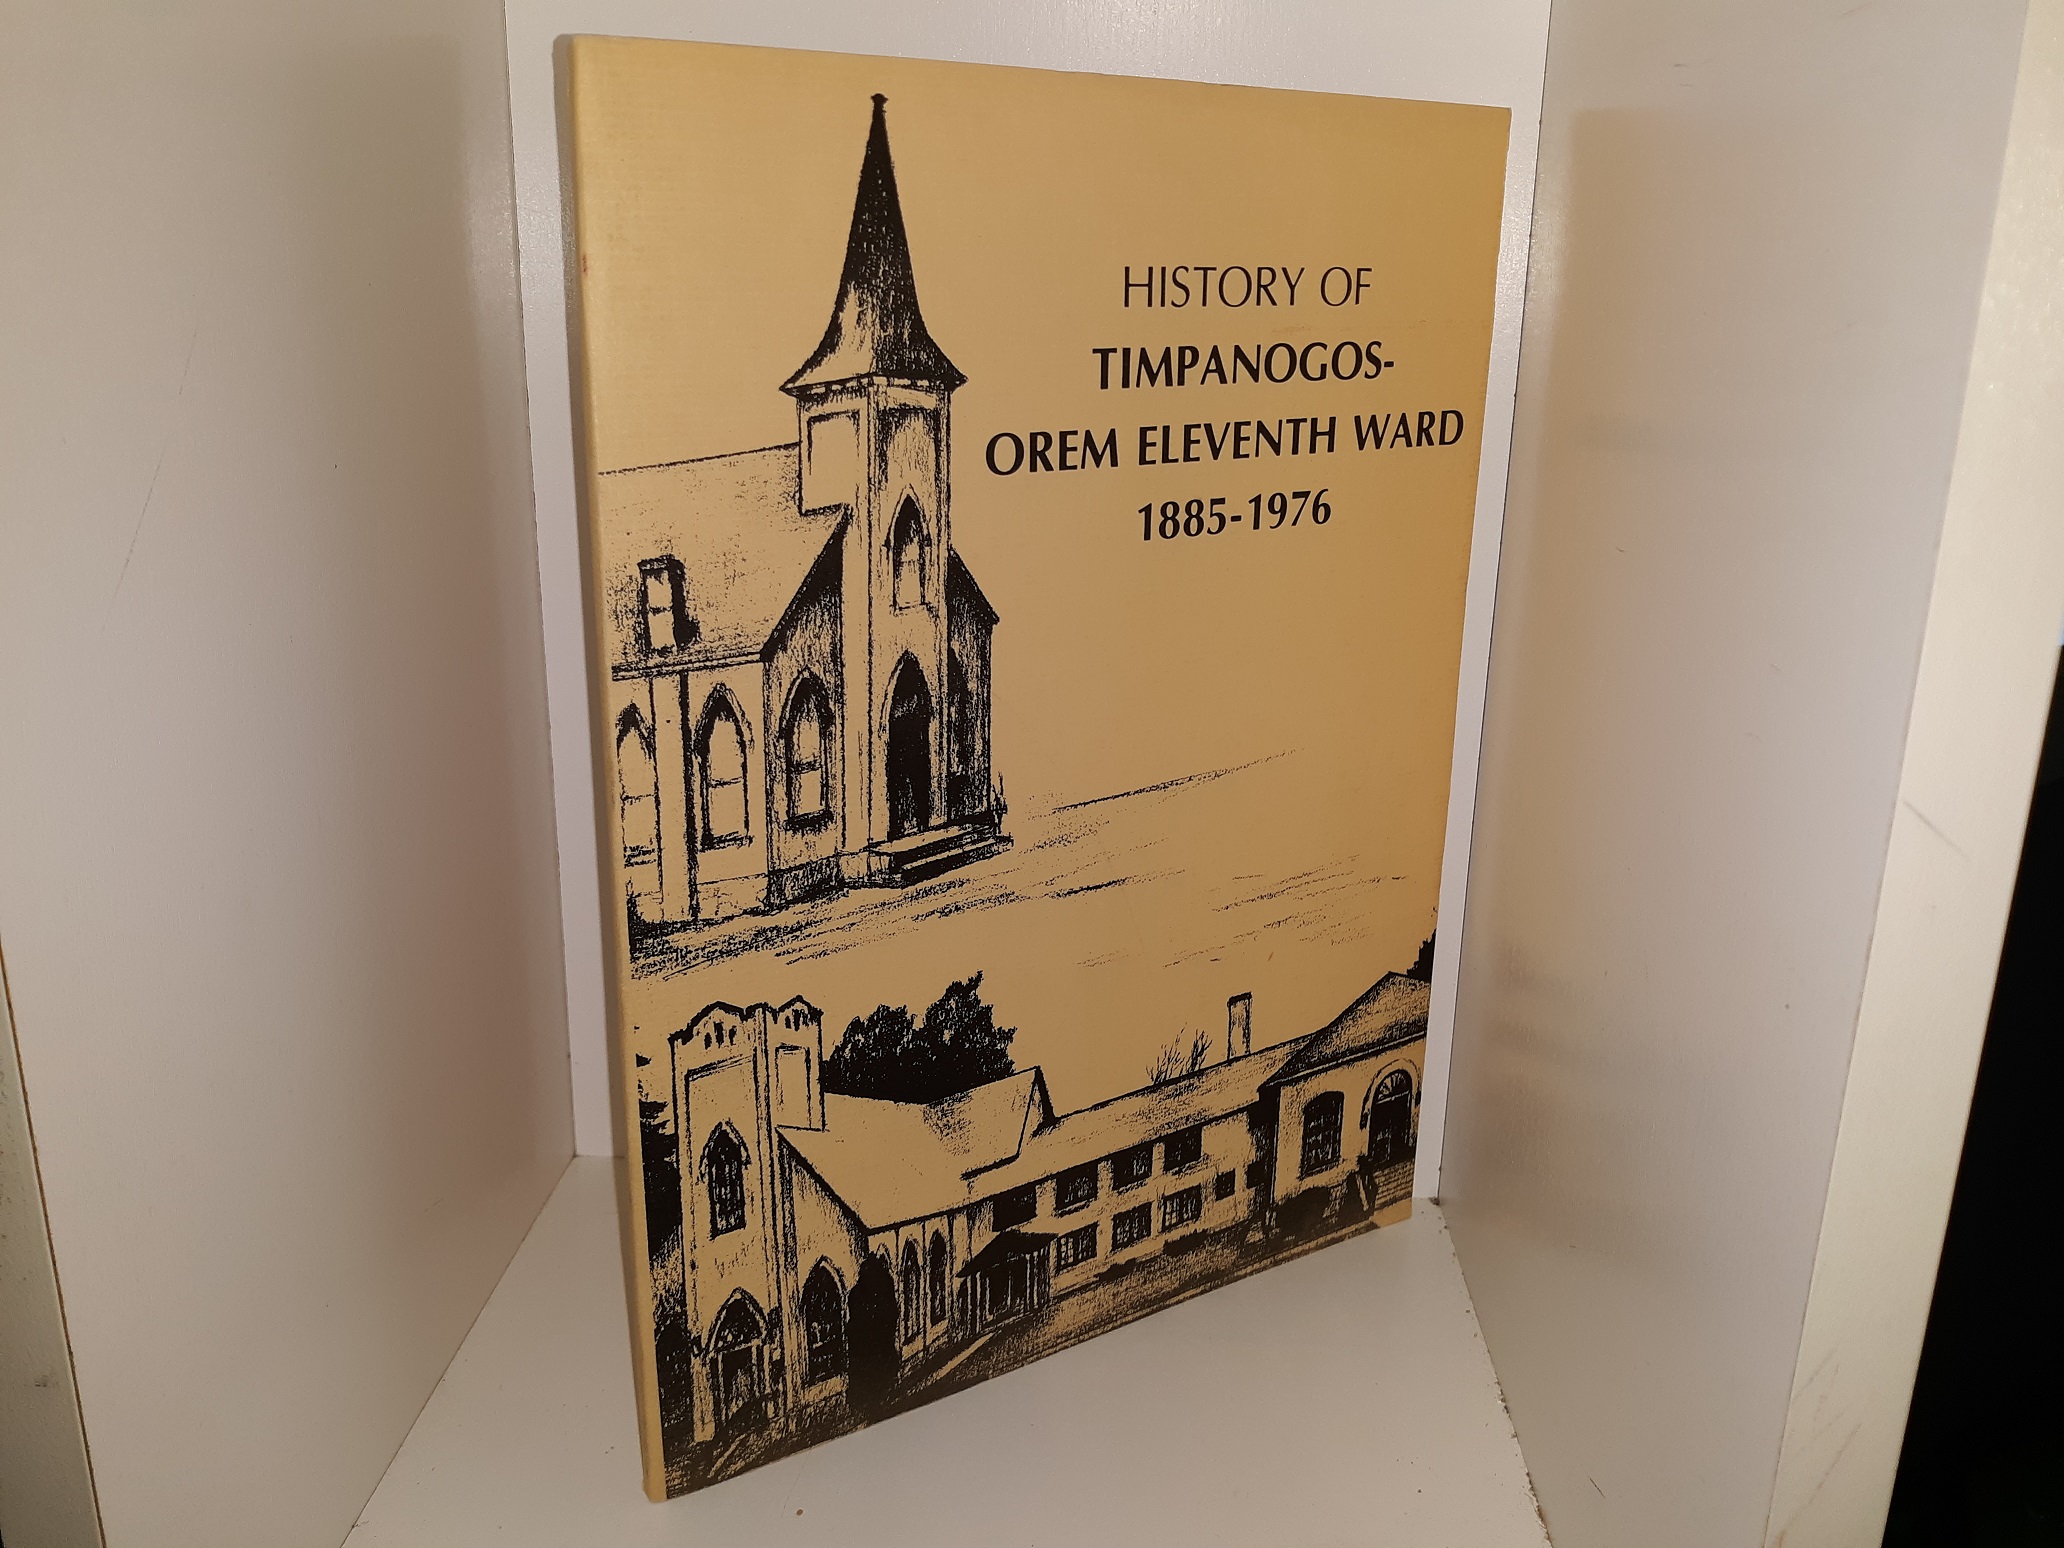 HISTORY OF
TIMPANOGOS-
OREM ELEVENTH WARD
1885-1976